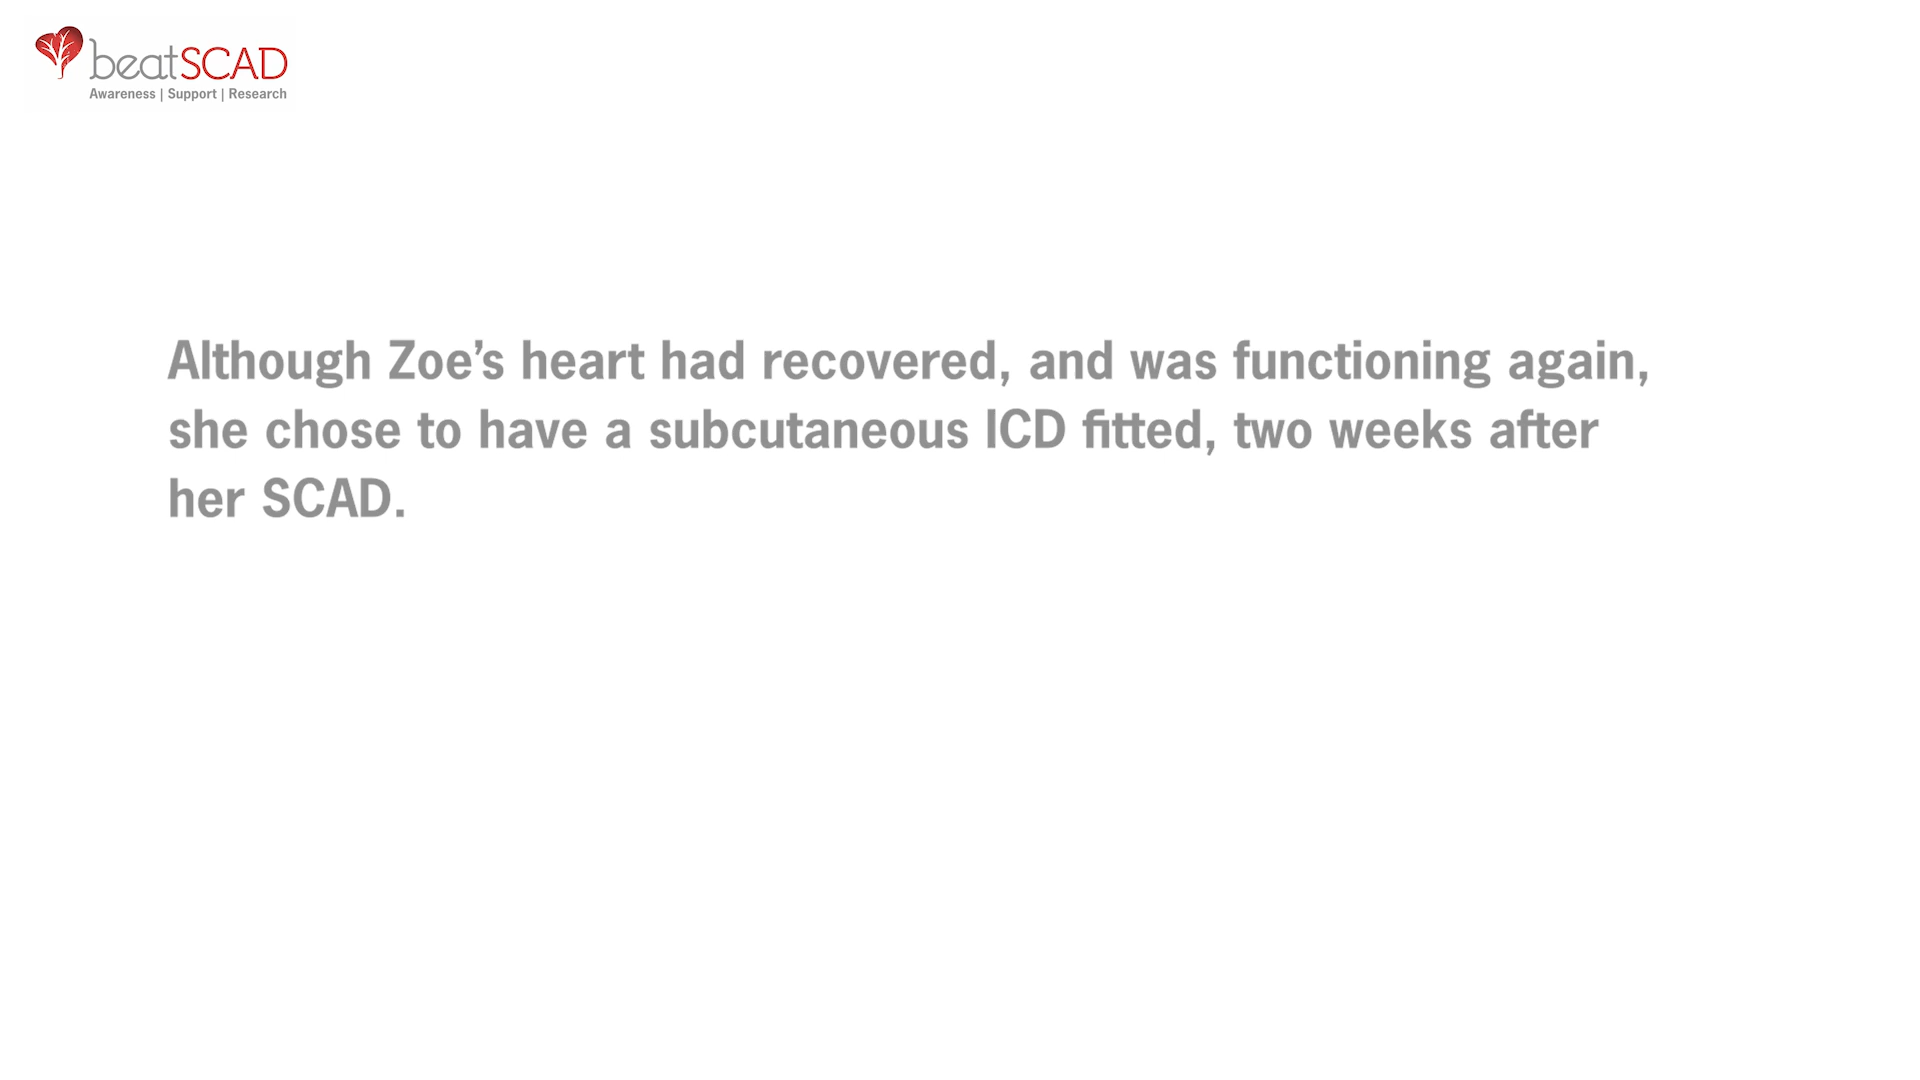 beatSCAD
Awareness | Support | Research
Although Zoe’s heart had recovered, and was functioning again,
she chose to have a subcutaneous ICD fitted, two weeks after
her SCAD.